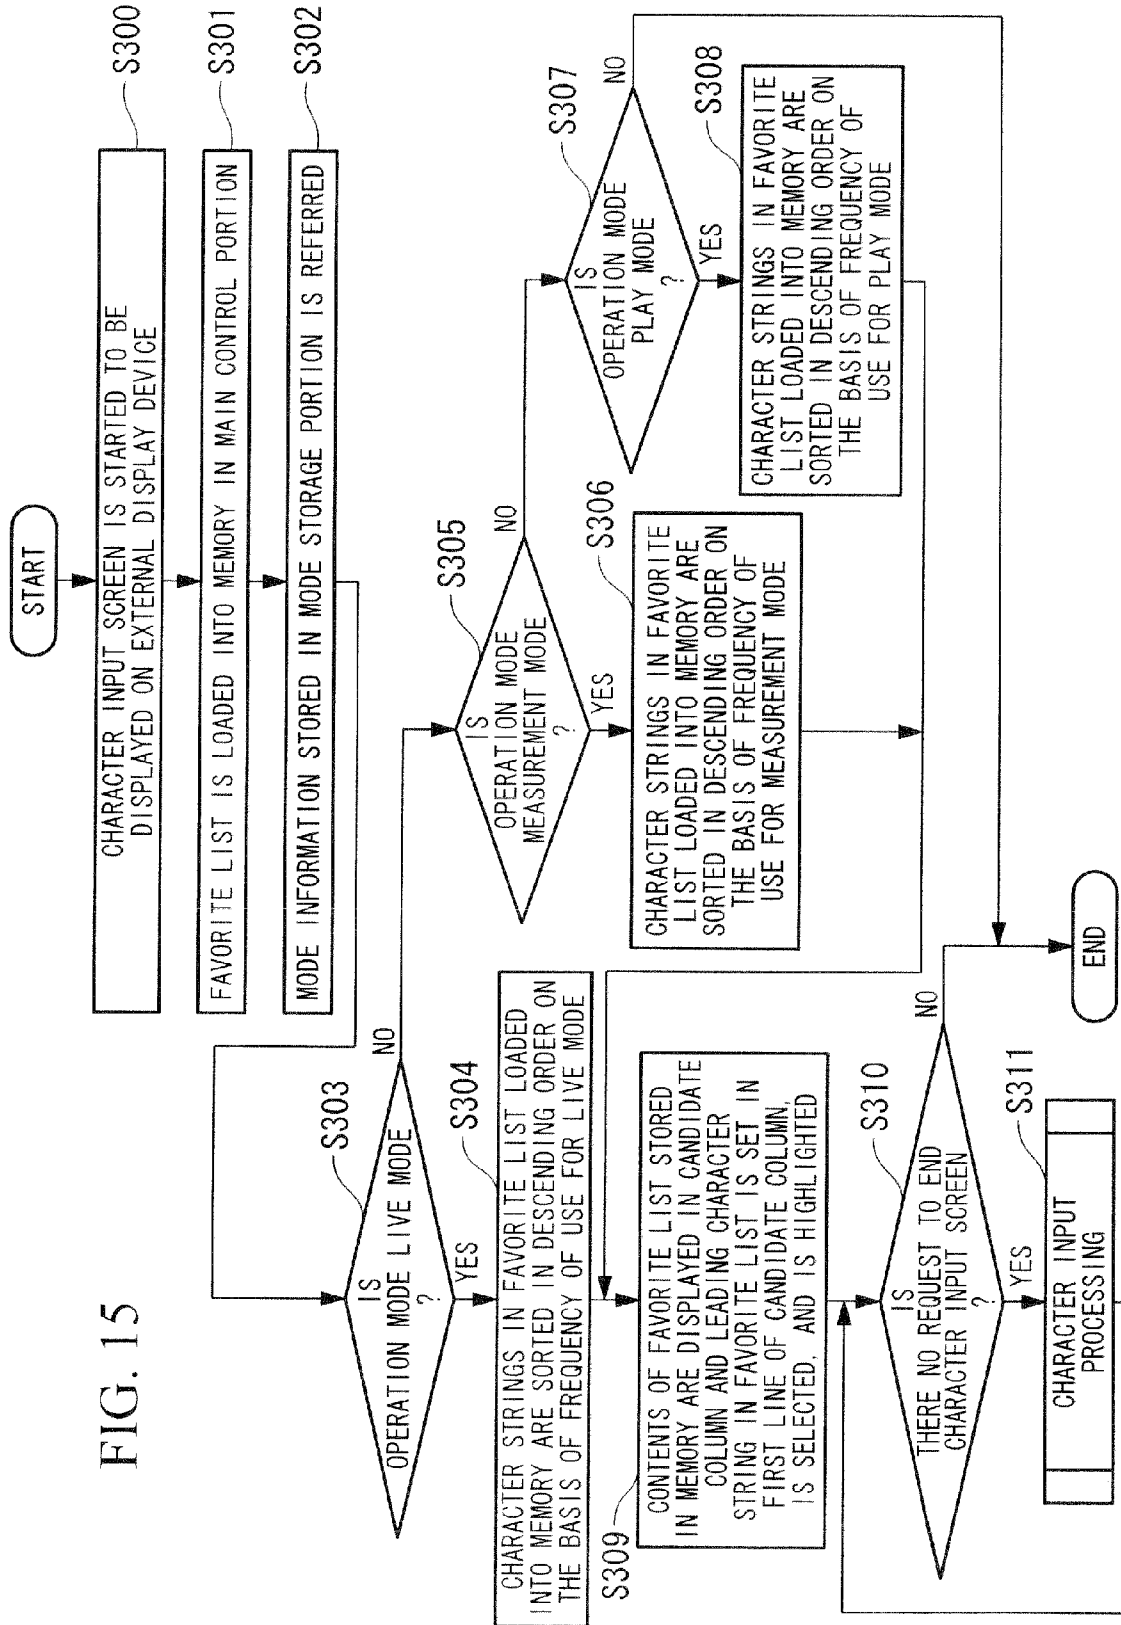 FIG. 15
START
CHARACTER INPUT SCREEN IS STARTED TO BE
DISPLAYED ON EXTERNAL DISPLAY DEVICE
S300
FAVORITE LIST IS LOADED INTO MEMORY IN MAIN CONTROL PORTION
S301
MODE INFORMATION STORED IN MODE STORAGE PORTION IS REFERRED
S302
IS
OPERATION MODE LIVE MODE
?
S303
NO
YES
CHARACTER STRINGS IN FAVORITE LIST LOADED
INTO MEMORY ARE SORTED IN DESCENDING ORDER ON
THE BASIS OF FREQUENCY OF USE FOR LIVE MODE
S304
IS
OPERATION MODE
MEASUREMENT MODE
?
S305
NO
YES
CHARACTER STRINGS IN FAVORITE
LIST LOADED INTO MEMORY ARE
SORTED IN DESCENDING ORDER ON
THE BASIS OF FREQUENCY OF
USE FOR MEASUREMENT MODE
S306
IS
OPERATION MODE
PLAY MODE
?
S307
NO
YES
CHARACTER STRINGS IN FAVORITE
LIST LOADED INTO MEMORY ARE
SORTED IN DESCENDING ORDER ON
THE BASIS OF FREQUENCY OF
USE FOR PLAY MODE
S308
CONTENTS OF FAVORITE LIST STORED
IN MEMORY ARE DISPLAYED IN CANDIDATE
COLUMN AND LEADING CHARACTER
STRING IN FAVORITE LIST IS SET IN
FIRST LINE OF CANDIDATE COLUMN,
IS SELECTED, AND IS HIGHLIGHTED
S309
IS
THERE NO REQUEST TO END
CHARACTER INPUT SCREEN
?
S310
NO
YES
CHARACTER INPUT
PROCESSING
S311
END